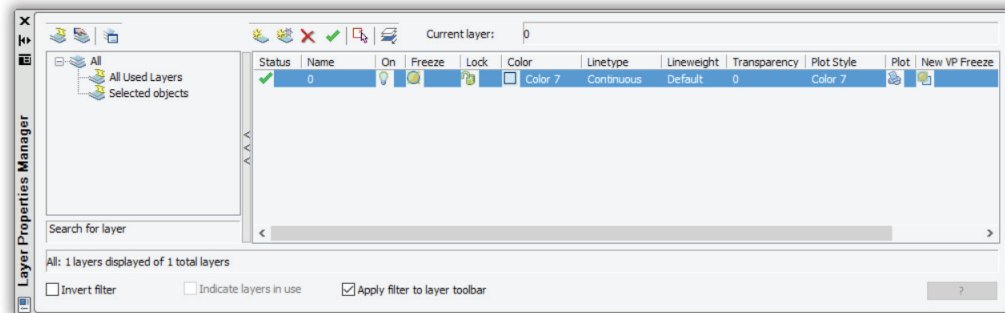 Layer Properties Manager
Current layer: 0
All
All Used Layers
Selected objects
Search for layer
Status Name On Freeze Lock Color Linetype Lineweight Transparency Plot Style Plot New VP Freeze
0 Color 7 Continuous Default 0 Color 7
All: 1 layers displayed of 1 total layers
Invert filter Indicate layers in use Apply filter to layer toolbar ?